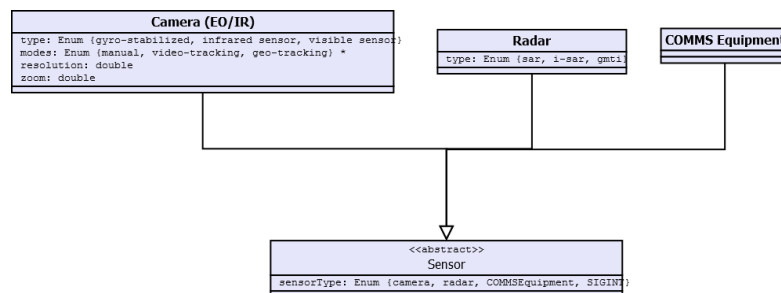 Camera (EO/IR)
type: Enum {gyro-stabilized, infrared sensor, visible sensor}
modes: Enum {manual, video-tracking, geo-tracking} *
resolution: double
zoom: double
Radar
type: Enum {sar, i-sar, gmti}
COMMS Equipment
<<abstract>>
Sensor
sensorType: Enum {camera, radar, COMMSEquipment, SIGINT}